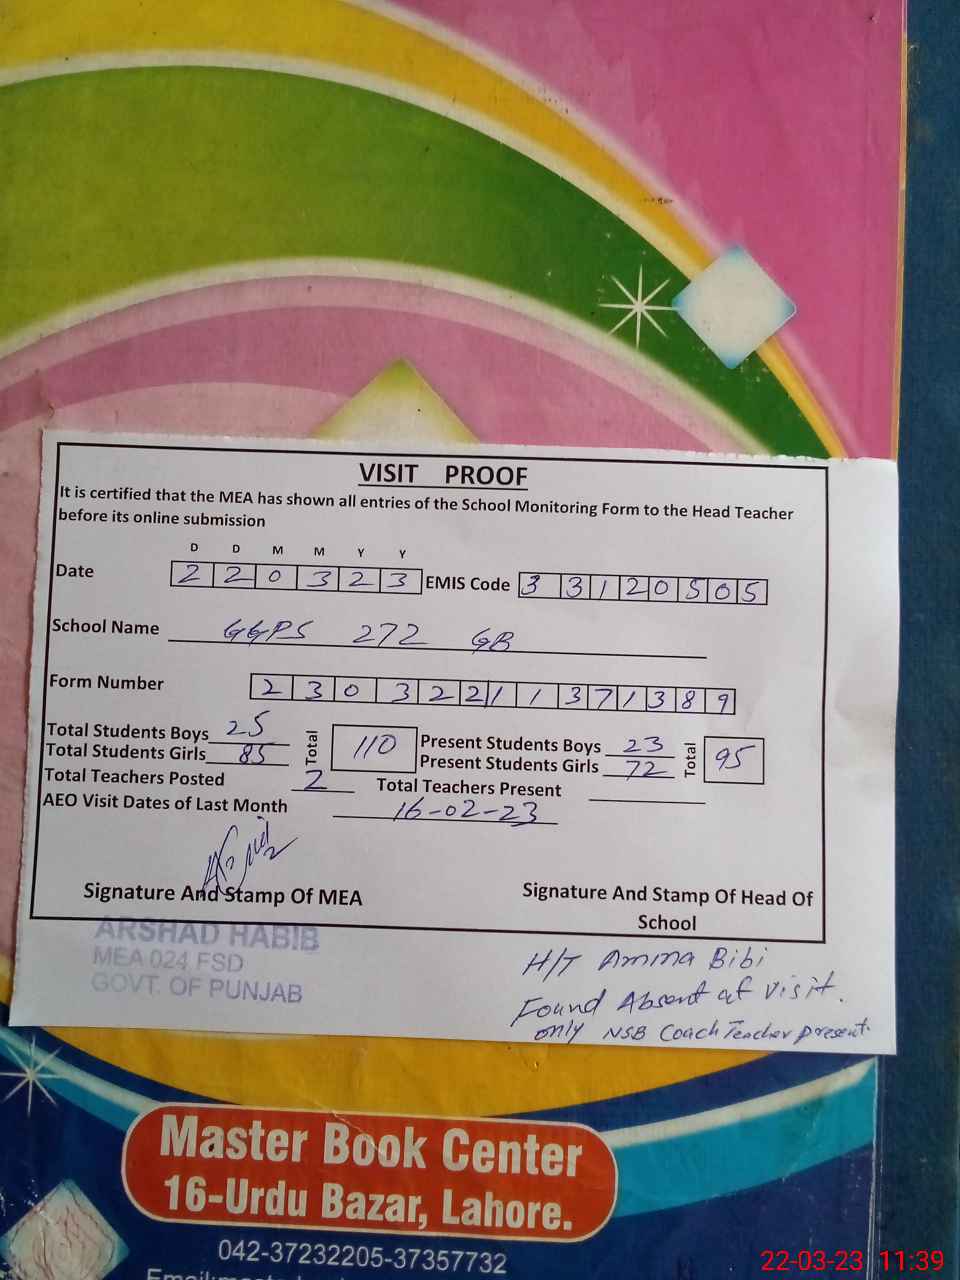 VISIT PROOF
It is certified that the MEA has shown all entries of the School Monitoring Form to the Head Teacher
before its online submission
D D M M Y Y
Date 2 2 0 3 2 3 EMIS Code 3 3 1 2 0 5 0 5
School Name GGPS 272 GB
Form Number 2 3 0 3 2 2 1 1 3 7 1 3 8 9
Total Students Boys 25 Total 110 Present Students Boys 23 Total 95
Total Students Girls 85 Present Students Girls 72
Total Teachers Posted 2 Total Teachers Present
AEO Visit Dates of Last Month 16-02-23
Signature And Stamp Of MEA Signature And Stamp Of Head Of
School
ARSHAD HABIB
MEA 024 FSD
GOVT. OF PUNJAB
H/T Amina Bibi
Found Absent at visit.
only NSB Coach Teacher present.
Master Book Center
16-Urdu Bazar, Lahore.
042-37232205-37357732
22-03-23 11:39